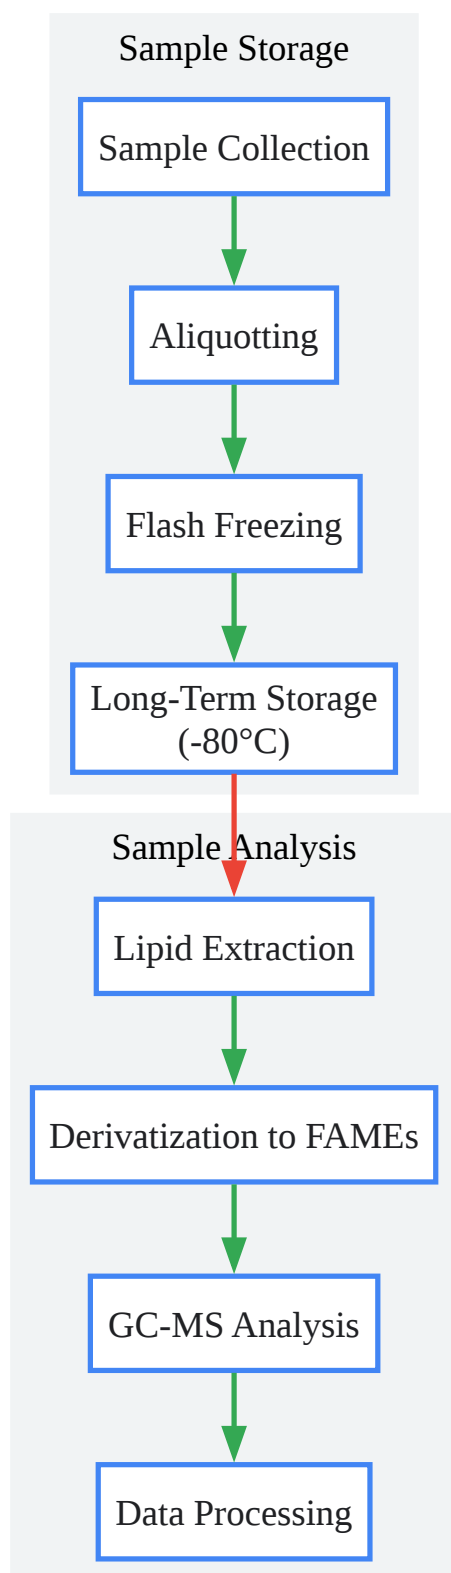 Sample Storage
Sample Collection
Aliquotting
Flash Freezing
Long-Term Storage
(-80°C)
Sample Analysis
Lipid Extraction
Derivatization to FAMEs
GC-MS Analysis
Data Processing